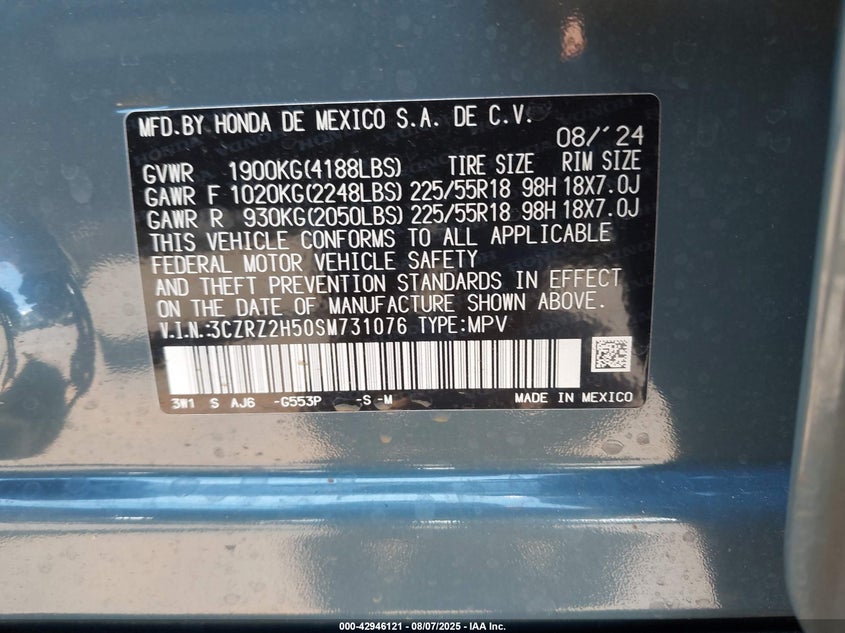 MFD.BY HONDA DE MEXICO S.A. DE C.V.
08/'24
GVWR 1900KG(4188LBS) TIRE SIZE RIM SIZE
GAWR F 1020KG(2248LBS) 225/55R18 98H 18X7.0J
GAWR R 930KG(2050LBS) 225/55R18 98H 18X7.0J
THIS VEHICLE CONFORMS TO ALL APPLICABLE
FEDERAL MOTOR VEHICLE SAFETY
AND THEFT PREVENTION STANDARDS IN EFFECT
ON THE DATE OF MANUFACTURE SHOWN ABOVE.
V.I.N.:3CZRZ2H50SM731076 TYPE:MPV
3W1 S AJ6 -G553P -S -M MADE IN MEXICO
000-42946121 - 08/07/2025 - IAA Inc.